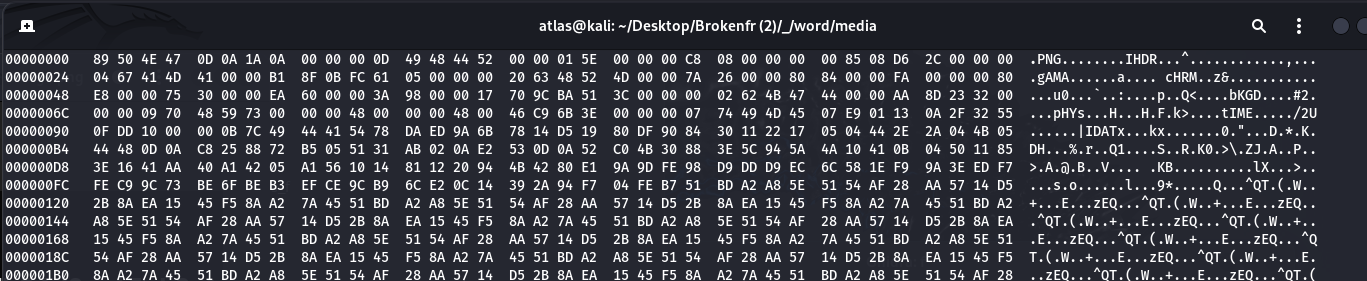 atlas@kali: ~/Desktop/Brokenfr (2)/_/word/media
00000000 89 50 4E 47 0D 0A 1A 0A 00 00 00 0D 49 48 44 52 00 00 01 5E 00 00 00 C8 08 00 00 00 00 85 08 D6 2C 00 00 00 .PNG........IHDR...^............,...
00000024 04 67 41 4D 41 00 00 B1 8F 0B FC 61 05 00 00 00 20 63 48 52 4D 00 00 7A 26 00 00 80 84 00 00 FA 00 00 00 80 .gAMA......a.... cHRM..z&...........
00000048 E8 00 00 75 30 00 00 EA 60 00 00 3A 98 00 00 17 70 9C BA 51 3C 00 00 00 02 62 4B 47 44 00 00 AA 8D 23 32 00 ...u0...`..:....p..Q<....bKGD....#2.
0000006C 00 00 09 70 48 59 73 00 00 00 48 00 00 00 48 00 46 C9 6B 3E 00 00 00 07 74 49 4D 45 07 E9 01 13 0A 2F 32 55 ...pHYs...H...H.F.k>....tIME...../2U
00000090 0F DD 10 00 00 0B 7C 49 44 41 54 78 DA ED 9A 6B 78 14 D5 19 80 DF 90 84 30 11 22 17 05 04 44 2E 2A 04 4B 05 ......|IDATx...kx.......0."...D.*.K.
000000B4 44 48 0D 0A C8 25 88 72 B5 05 51 31 AB 02 0A E2 53 0D 0A 52 C0 4B 30 88 3E 5C 94 5A 4A 10 41 0B 04 50 11 85 DH...%.r..Q1....S..R.K0.>\.ZJ.A..P..
000000D8 3E 16 41 AA 40 A1 42 05 A1 56 10 14 81 12 20 94 4B 42 80 E1 9A 9D FE 98 D9 DD D9 EC 6C 58 1E F9 9A 3E ED F7 >.A.@.B..V.... .KB.........lX...>..
000000FC FE C9 9C 73 BE 6F BE B3 EF CE 9C B9 6C E2 0C 14 39 2A 94 F7 04 FE B7 51 BD A2 A8 5E 51 54 AF 28 AA 57 14 D5 ...s.o......l...9*.....Q...^QT.(.W..
00000120 2B 8A EA 15 45 F5 8A A2 7A 45 51 BD A2 A8 5E 51 54 AF 28 AA 57 14 D5 2B 8A EA 15 45 F5 8A A2 7A 45 51 BD +...E...zEQ...^QT.(.W..+...E...zEQ.
00000144 A2 A8 5E 51 54 AF 28 AA 57 14 D5 2B 8A EA 15 45 F5 8A A2 7A 45 51 BD A2 A8 5E 51 54 AF 28 AA 57 14 D5 2B 8A EA ..^QT.(.W..+...E...zEQ...^QT.(.W..+..
00000168 15 45 F5 8A A2 7A 45 51 BD A2 A8 5E 51 54 AF 28 AA 57 14 D5 2B 8A EA 15 45 F5 8A A2 7A 45 51 BD A2 A8 5E 51 .E...zEQ...^QT.(.W..+...E...zEQ...^Q
0000018C 54 AF 28 AA 57 14 D5 2B 8A EA 15 45 F5 8A A2 7A 45 51 BD A2 A8 5E 51 54 AF 28 AA 57 14 D5 2B 8A EA 15 45 F5 T.(.W..+...E...zEQ...^QT.(.W..+...E.
000001B0 8A A2 7A 45 51 BD A2 A8 5E 51 54 AF 28 AA 57 14 D5 2B 8A EA 15 45 F5 8A A2 7A 45 51 BD A2 A8 5E 51 54 AF 28 ..zEQ...^QT.(.W..+...E...zEQ...^QT.(